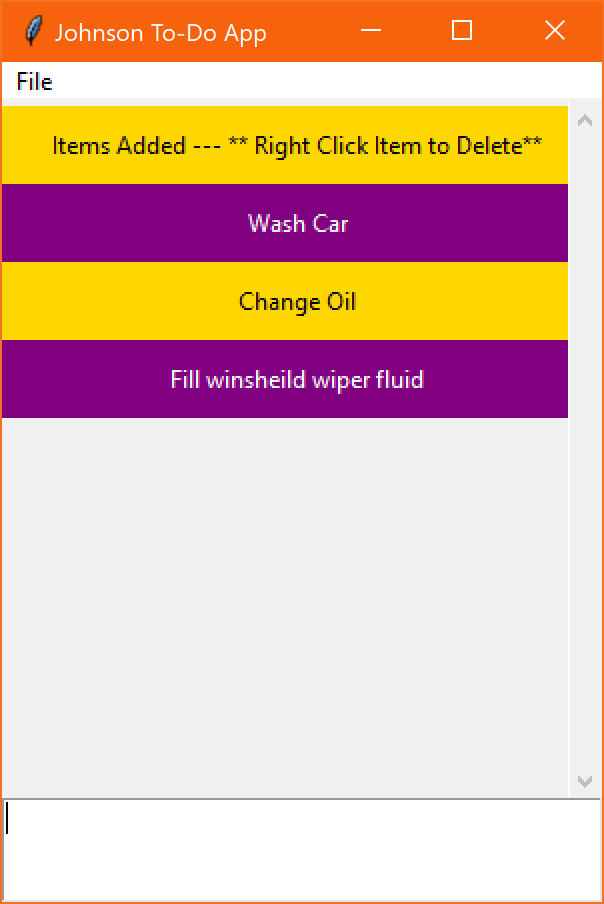 Johnson To-Do App
File
Items Added --- ** Right Click Item to Delete**
Wash Car
Change Oil
Fill winsheild wiper fluid